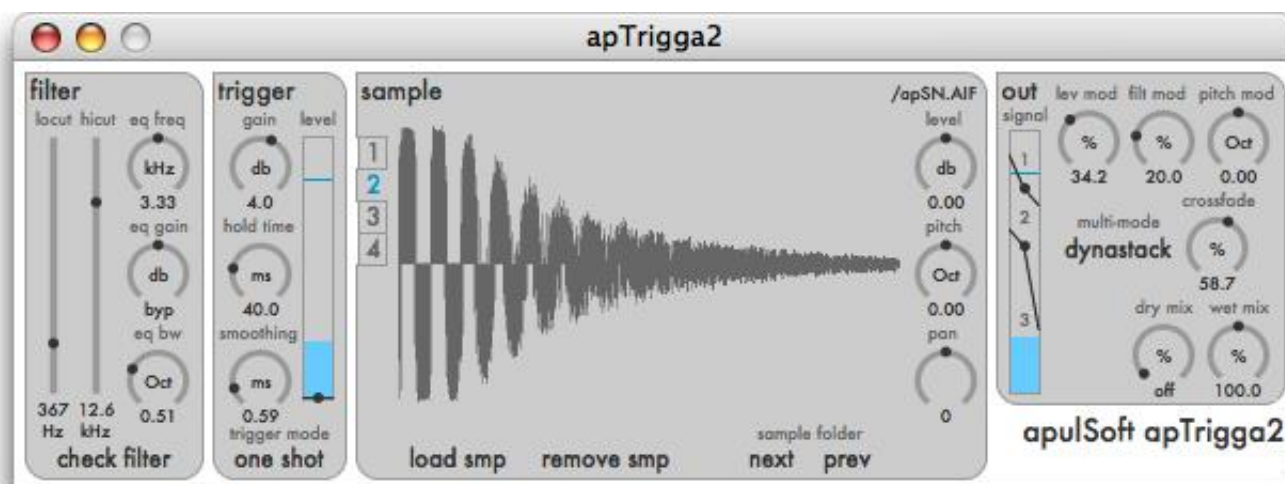 apTrigga2
filter
locut hicut eq freq
kHz
3.33
eq gain
db
byp
eq bw
Oct
0.51
367 12.6
Hz kHz
check filter
trigger
gain level
db
4.0
hold time
ms
40.0
smoothing
ms
0.59
trigger mode
one shot
sample
/apSN.AIF
1
2
3
4
level
db
0.00
pitch
Oct
0.00
pan
0
sample folder
load smp remove smp next prev
out lev mod filt mod pitch mod
signal
1
2
3
% % Oct
34.2 20.0 0.00
crossfade
multi-mode
dynastack
%
58.7
dry mix wet mix
% %
off 100.0
apulSoft apTrigga2